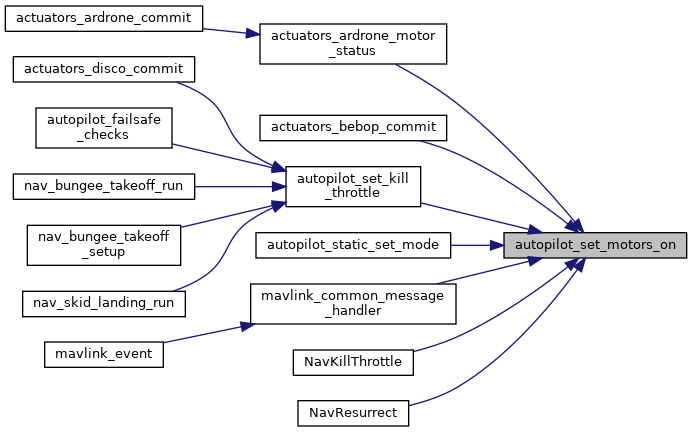 actuators_ardrone_commit
actuators_ardrone_motor
_status
actuators_disco_commit
autopilot_failsafe
_checks
actuators_bebop_commit
nav_bungee_takeoff_run
autopilot_set_kill
_throttle
nav_bungee_takeoff
_setup
autopilot_static_set_mode
autopilot_set_motors_on
nav_skid_landing_run
mavlink_common_message
_handler
mavlink_event
NavKillThrottle
NavResurrect